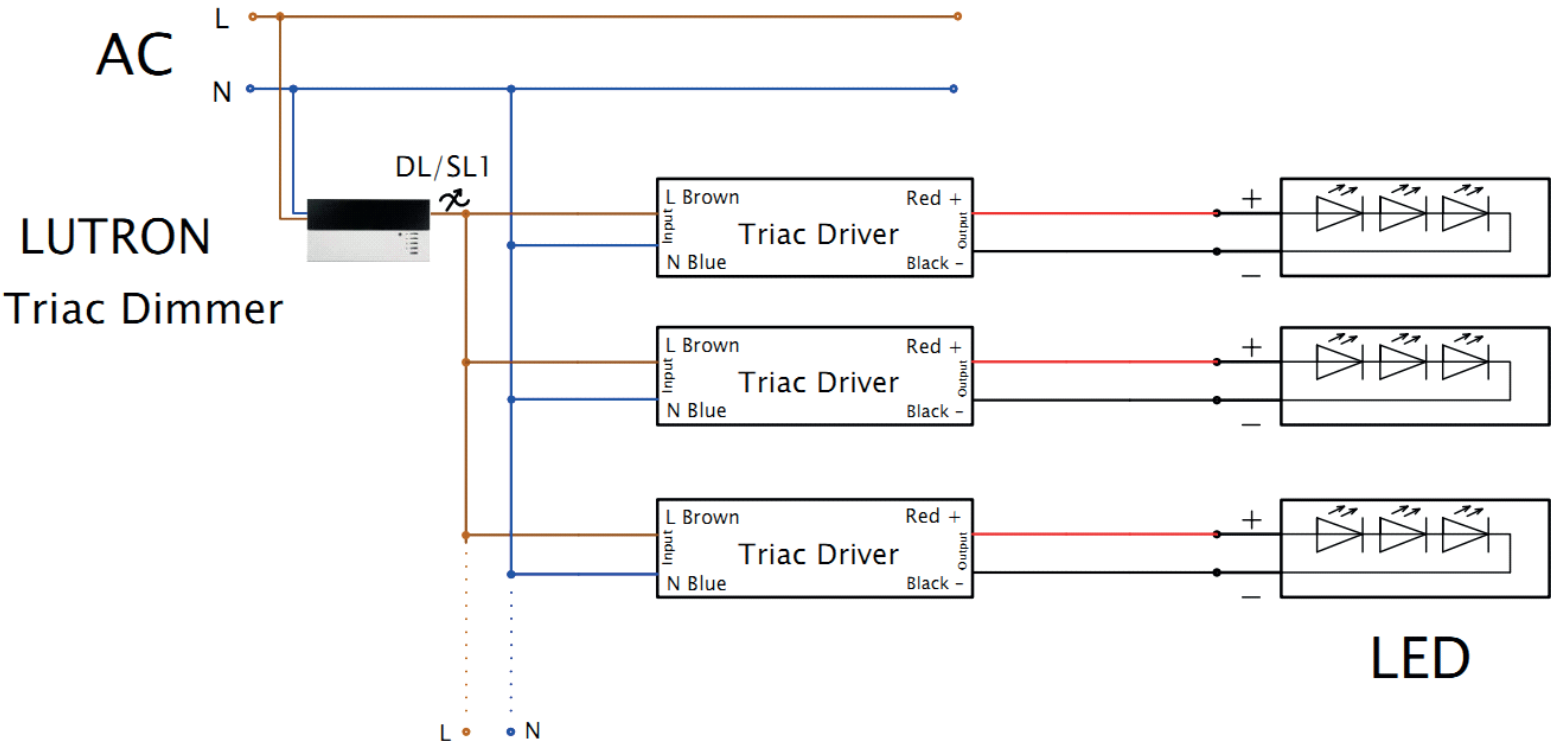 L
AC
N
DL/SL1
LUTRON
Triac Dimmer
L Brown
Red +
Input
Triac Driver
Output
N Blue
Black –
+
–
L Brown
Red +
Input
Triac Driver
Output
N Blue
Black –
+
–
L Brown
Red +
Input
Triac Driver
Output
N Blue
Black –
+
–
LED
L
N